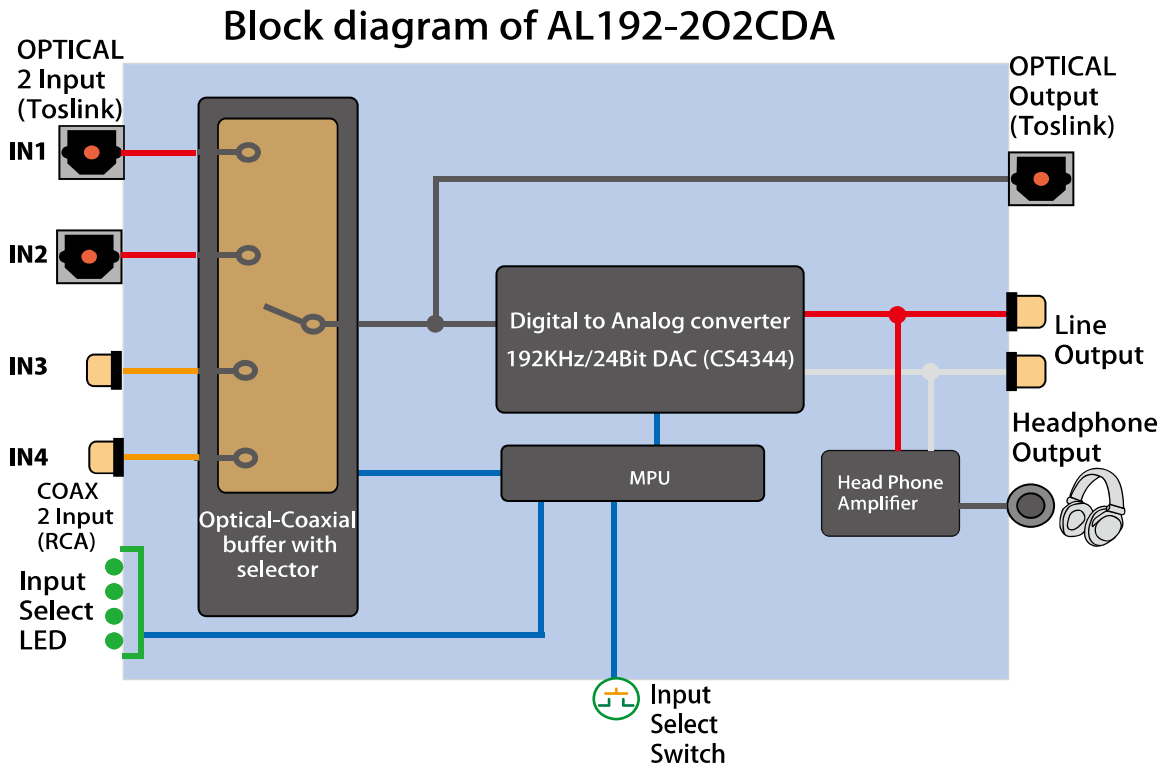 Block diagram of AL192-2O2CDA
OPTICAL
2 Input
(Toslink)
IN1
IN2
IN3
IN4
COAX
2 Input
(RCA)
Input
Select
LED
Optical-Coaxial
buffer with
selector
Digital to Analog converter
192KHz/24Bit DAC (CS4344)
MPU
Head Phone
Amplifier
Input
Select
Switch
OPTICAL
Output
(Toslink)
Line
Output
Headphone
Output